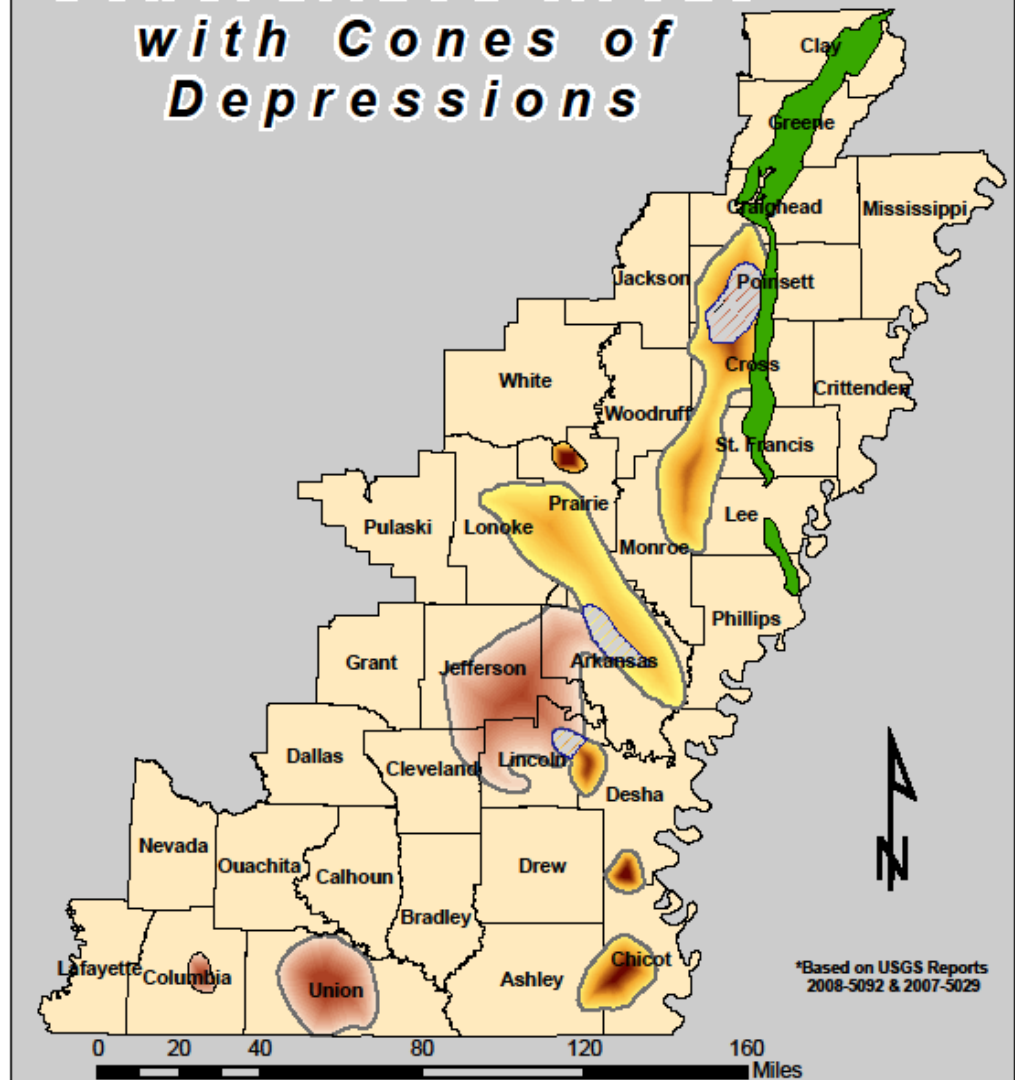 with Cones of
Depressions
Clay
Greene
Craighead
Mississippi
Jackson
Poinsett
White
Cross
Crittenden
Woodruff
St. Francis
Prairie
Pulaski
Lonoke
Lee
Monroe
Phillips
Grant
Jefferson
Arkansas
Dallas
Cleveland
Lincoln
Desha
Nevada
Ouachita
Calhoun
Drew
Bradley
Lafayette
Columbia
Union
Ashley
Chicot
N
*Based on USGS Reports
2008-5092 & 2007-5029
0 20 40 80 120 160
Miles